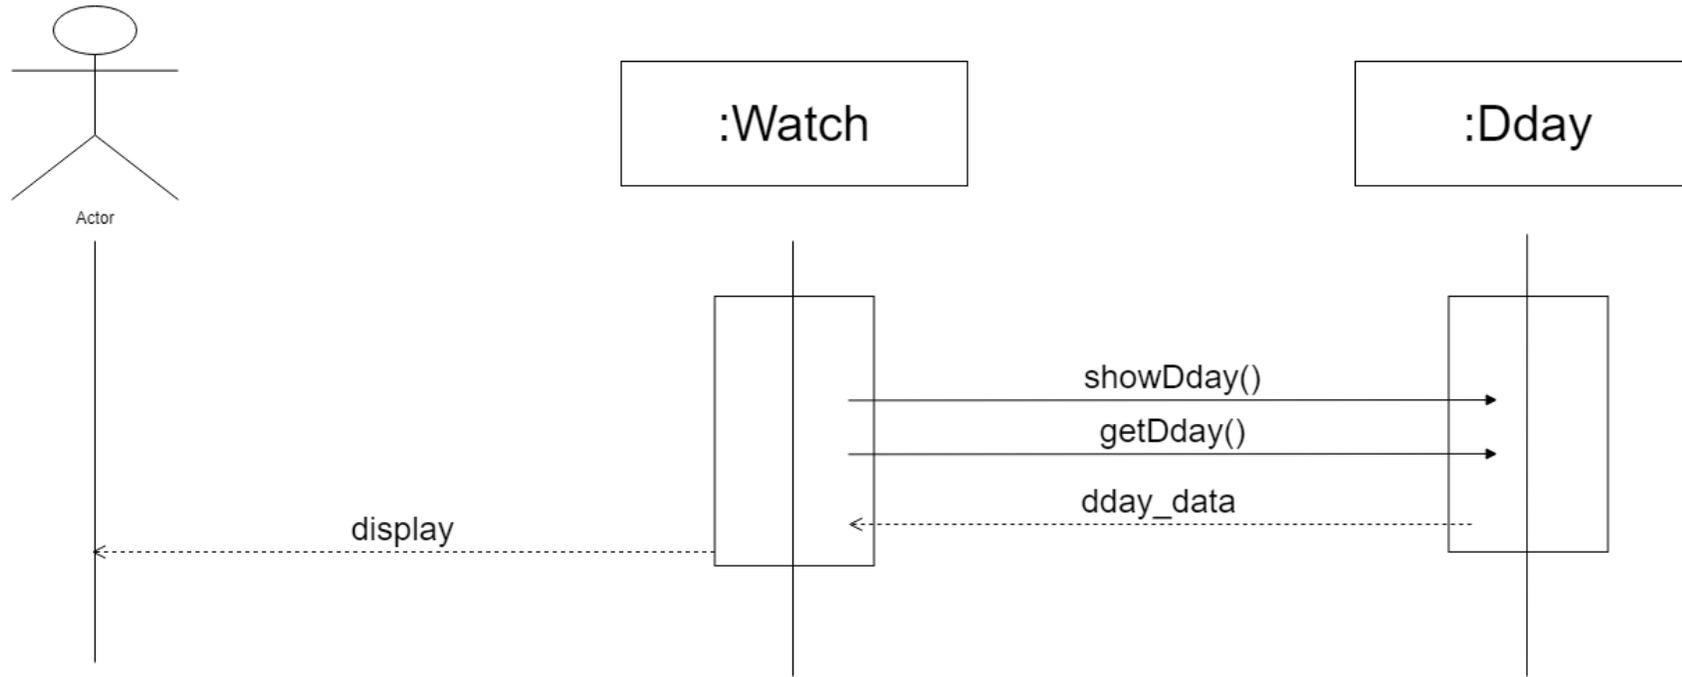 :Watch
:Dday
Actor
showDday()
getDday()
dday_data
display